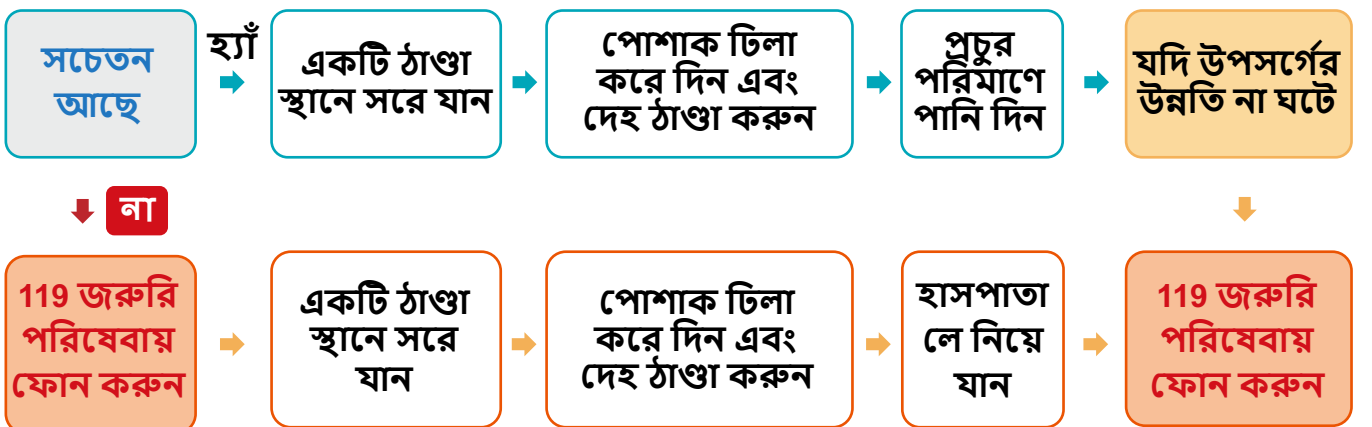 সচেতন
আছে
হ্যাঁ
একটি ঠাণ্ডা
স্থানে সরে যান
পোশাক ঢিলা
করে দিন এবং
দেহ ঠাণ্ডা করুন
প্রচুর
পরিমাণে
পানি দিন
যদি উপসর্গের
উন্নতি না ঘটে
না
119 জরুরি
পরিষেবায়
ফোন করুন
একটি ঠাণ্ডা
স্থানে সরে
যান
পোশাক ঢিলা
করে দিন এবং
দেহ ঠাণ্ডা করুন
হাসপাতা
লে নিয়ে
যান
119 জরুরি
পরিষেবায়
ফোন করুন